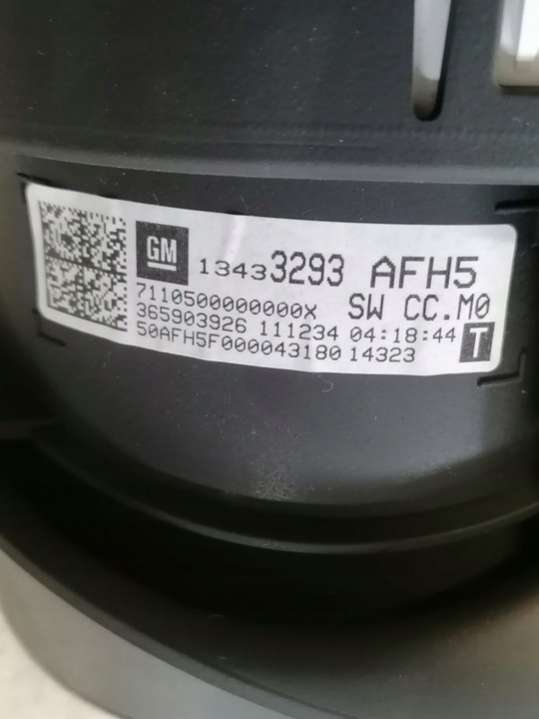 GM 13433293 AFH5
7110500000000X SW CC.M0
365903926 111234 04:18:44 T
50AFH5F000043180 14323